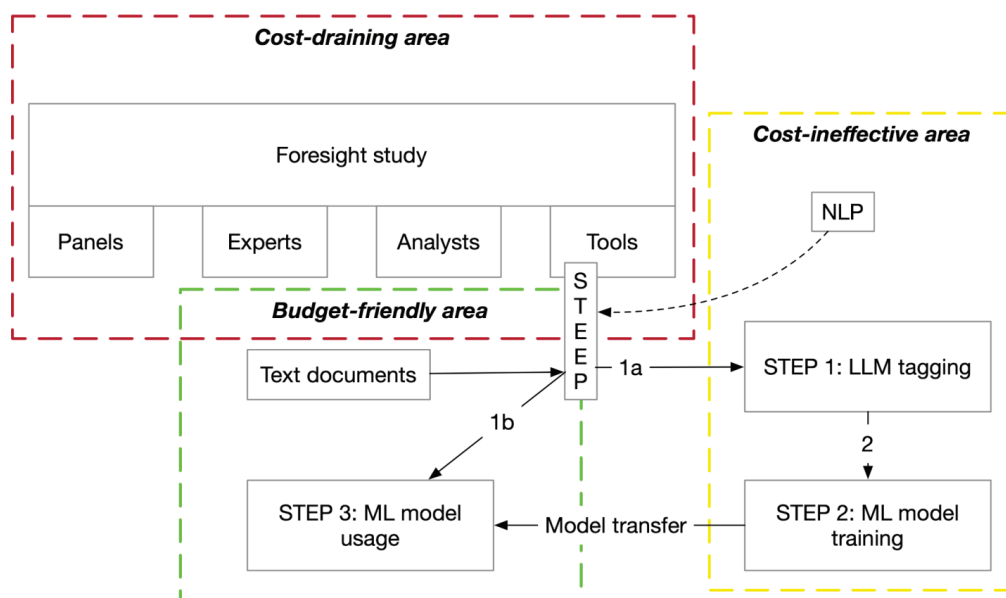 Cost-draining area
Foresight study
Panels
Experts
Analysts
Tools
Cost-ineffective area
NLP
S
T
E
E
P
Budget-friendly area
Text documents
1a
STEP 1: LLM tagging
1b
2
STEP 3: ML model
usage
Model transfer
STEP 2: ML model
training